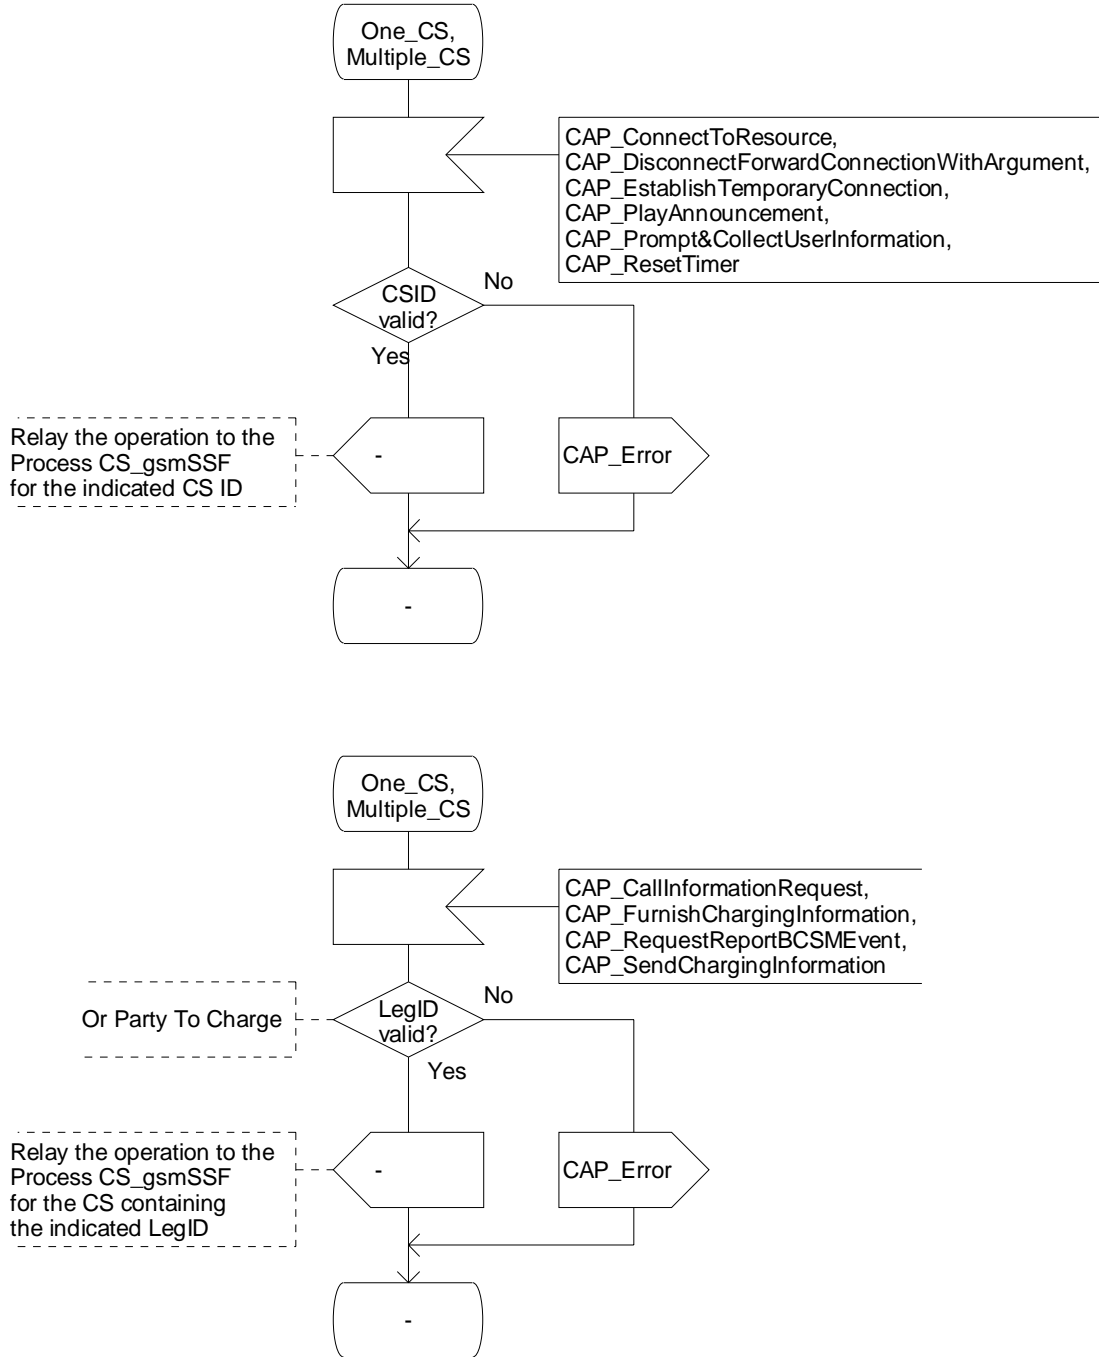 One_CS,
Multiple_CS
CAP_ConnectToResource,
CAP_DisconnectForwardConnectionWithArgument,
CAP_EstablishTemporaryConnection,
CAP_PlayAnnouncement,
CAP_Prompt&CollectUserInformation,
CAP_ResetTimer
CSID
valid?
No
Yes
Relay the operation to the
Process CS_gsmSSF
for the indicated CS ID
-
CAP_Error
-
One_CS,
Multiple_CS
CAP_CallInformationRequest,
CAP_FurnishChargingInformation,
CAP_RequestReportBCSMEvent,
CAP_SendChargingInformation
Or Party To Charge
LegID
valid?
No
Yes
Relay the operation to the
Process CS_gsmSSF
for the CS containing
the indicated LegID
-
CAP_Error
-